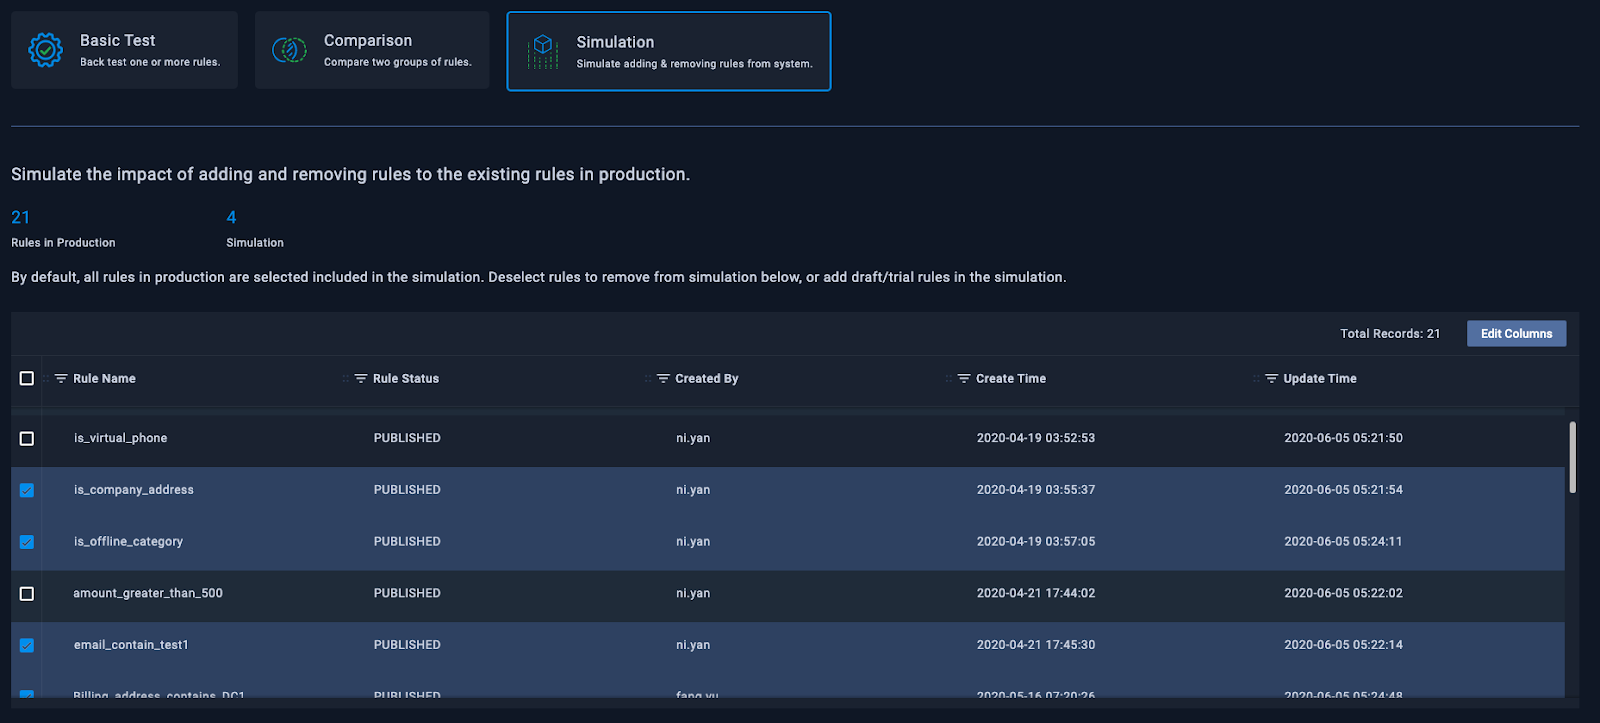 Basic Test
Back test one or more rules.
Comparison
Compare two groups of rules.
Simulation
Simulate adding & removing rules from system.
Simulate the impact of adding and removing rules to the existing rules in production.
21 4
Rules in Production Simulation
By default, all rules in production are selected included in the simulation. Deselect rules to remove from simulation below, or add draft/trial rules in the simulation.
Total Records: 21 Edit Columns
Rule Name Rule Status Created By Create Time Update Time
is_virtual_phone PUBLISHED ni.yan 2020-04-19 03:52:53 2020-06-05 05:21:50
is_company_address PUBLISHED ni.yan 2020-04-19 03:55:37 2020-06-05 05:21:54
is_offline_category PUBLISHED ni.yan 2020-04-19 03:57:05 2020-06-05 05:24:11
amount_greater_than_500 PUBLISHED ni.yan 2020-04-21 17:44:02 2020-06-05 05:22:02
email_contain_test1 PUBLISHED ni.yan 2020-04-21 17:45:30 2020-06-05 05:22:14
Billing_address_contains_DC1 PUBLISHED fang.yu 2020-05-16 07:20:26 2020-06-05 05:24:48